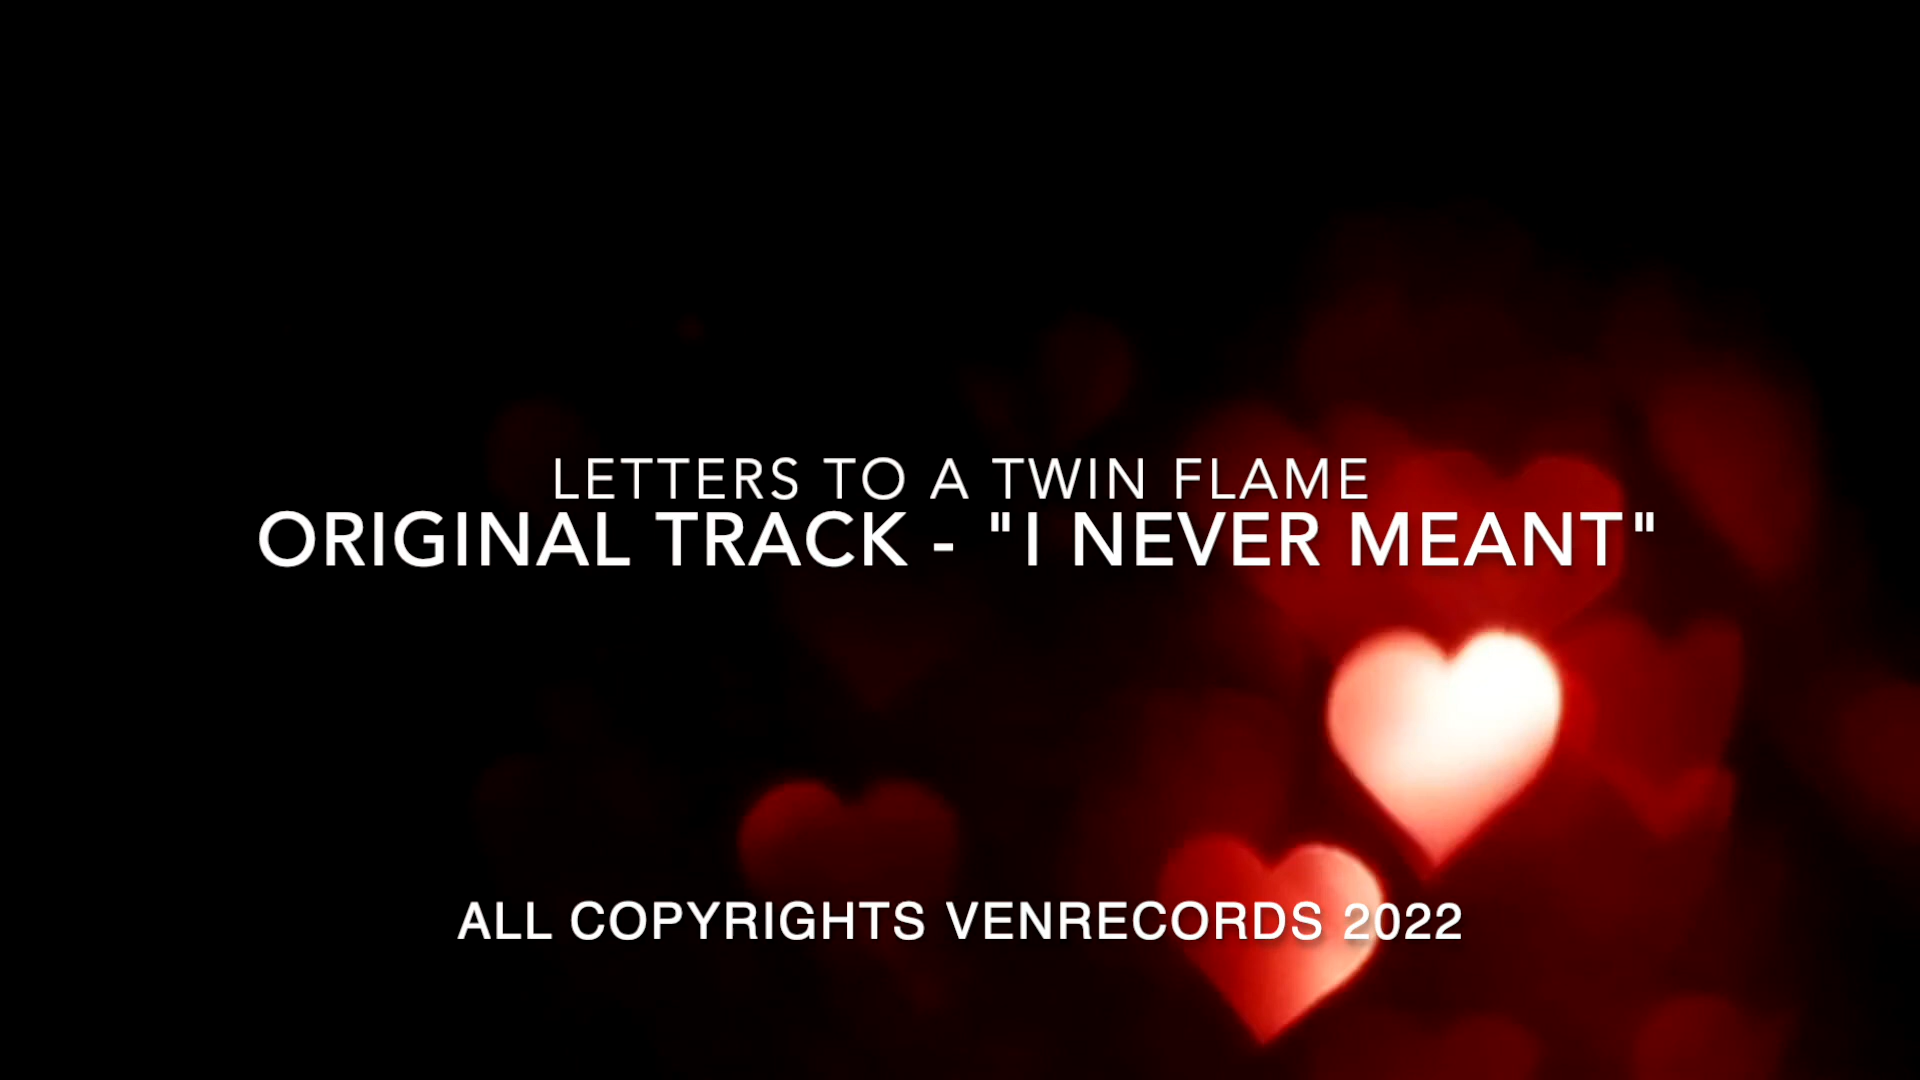 LETTERS TO A TWIN FLAME
ORIGINAL TRACK - "I NEVER MEANT"
ALL COPYRIGHTS VENRECORDS 2022